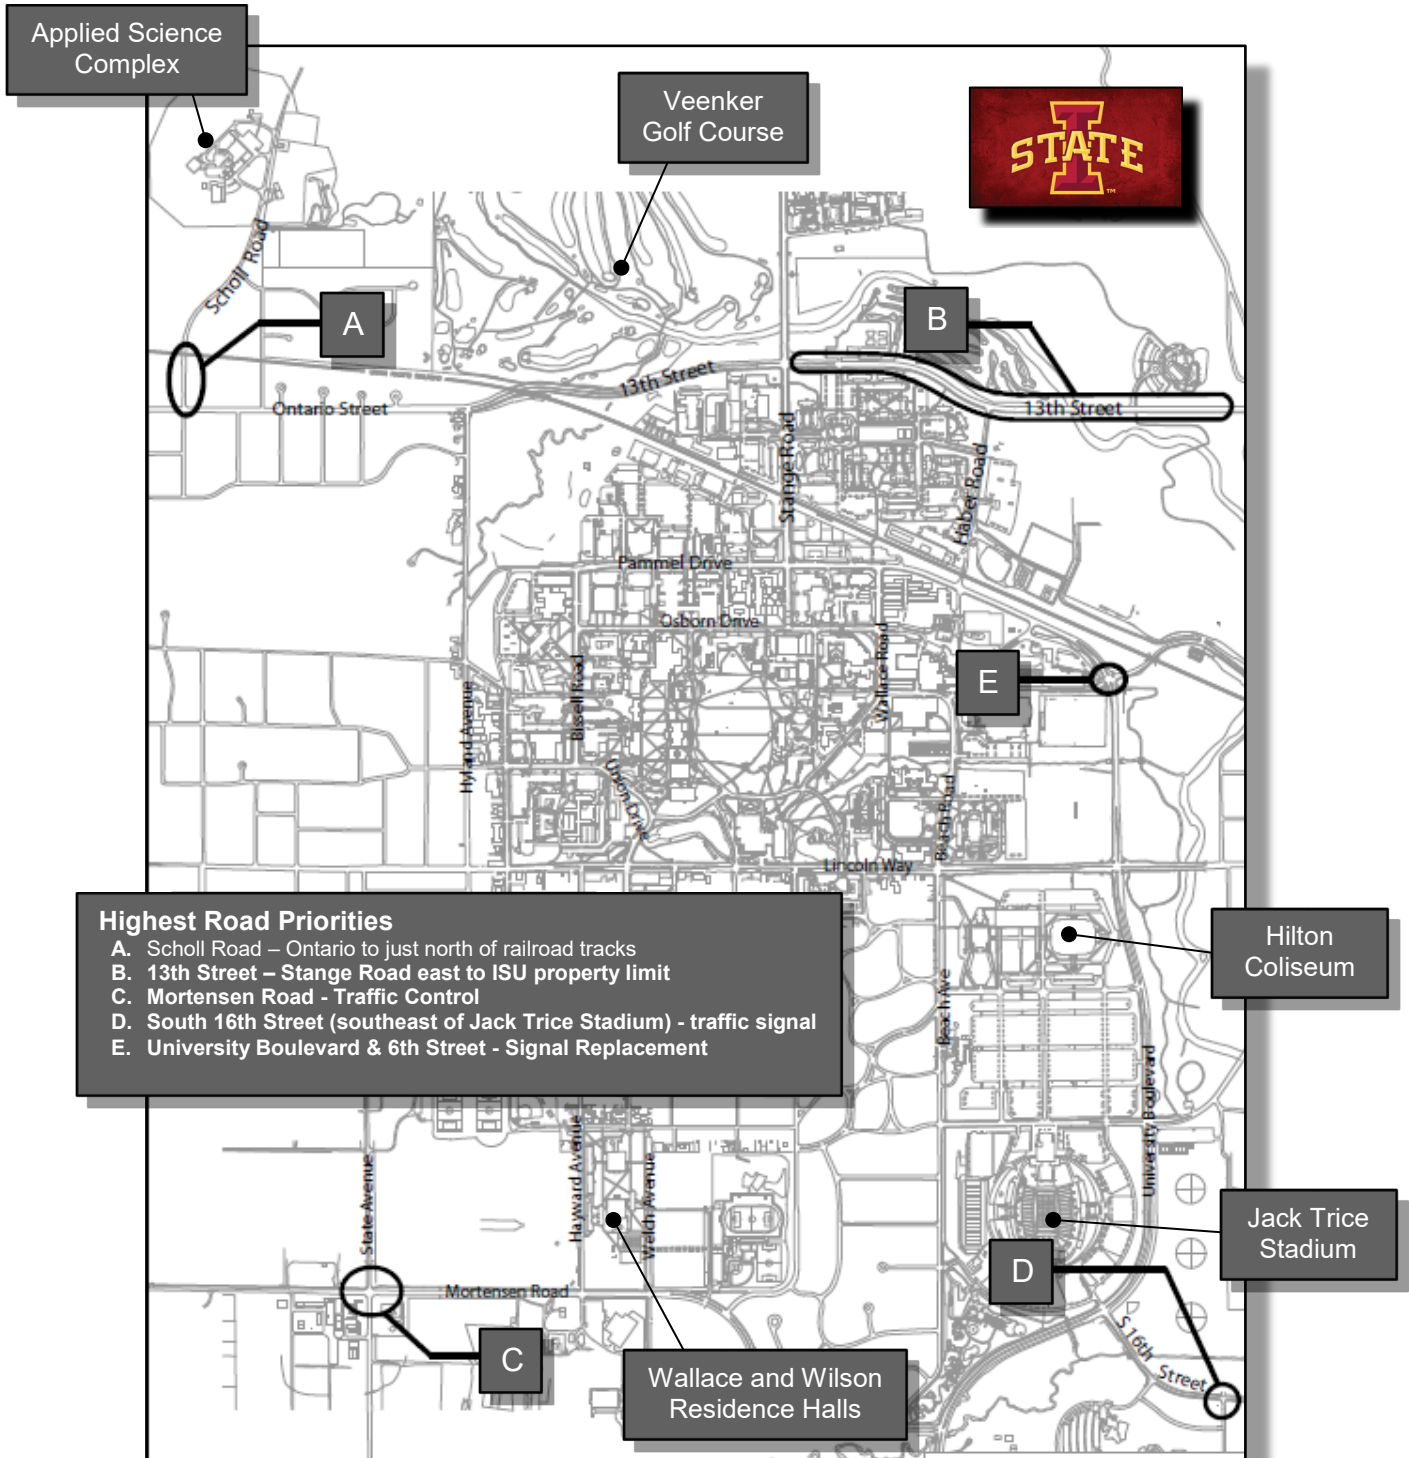 Applied Science
Complex
Veenker
Golf Course
STATE
I
™
Scholl Road
A
B
13th Street
Ontario Street
13th Street
Stange Road
Haber Road
Pammel Drive
Osborn Drive
Wallace Road
E
Bissell Road
Hyland Avenue
Union Drive
Beach Road
Lincoln Way
Highest Road Priorities
A. Scholl Road – Ontario to just north of railroad tracks
B. 13th Street – Stange Road east to ISU property limit
C. Mortensen Road - Traffic Control
D. South 16th Street (southeast of Jack Trice Stadium) - traffic signal
E. University Boulevard & 6th Street - Signal Replacement
Hilton
Coliseum
Beach Ave
University Boulevard
State Avenue
Hayward Avenue
Welch Avenue
Jack Trice
Stadium
D
Mortensen Road
S 16th Street
C
Wallace and Wilson
Residence Halls